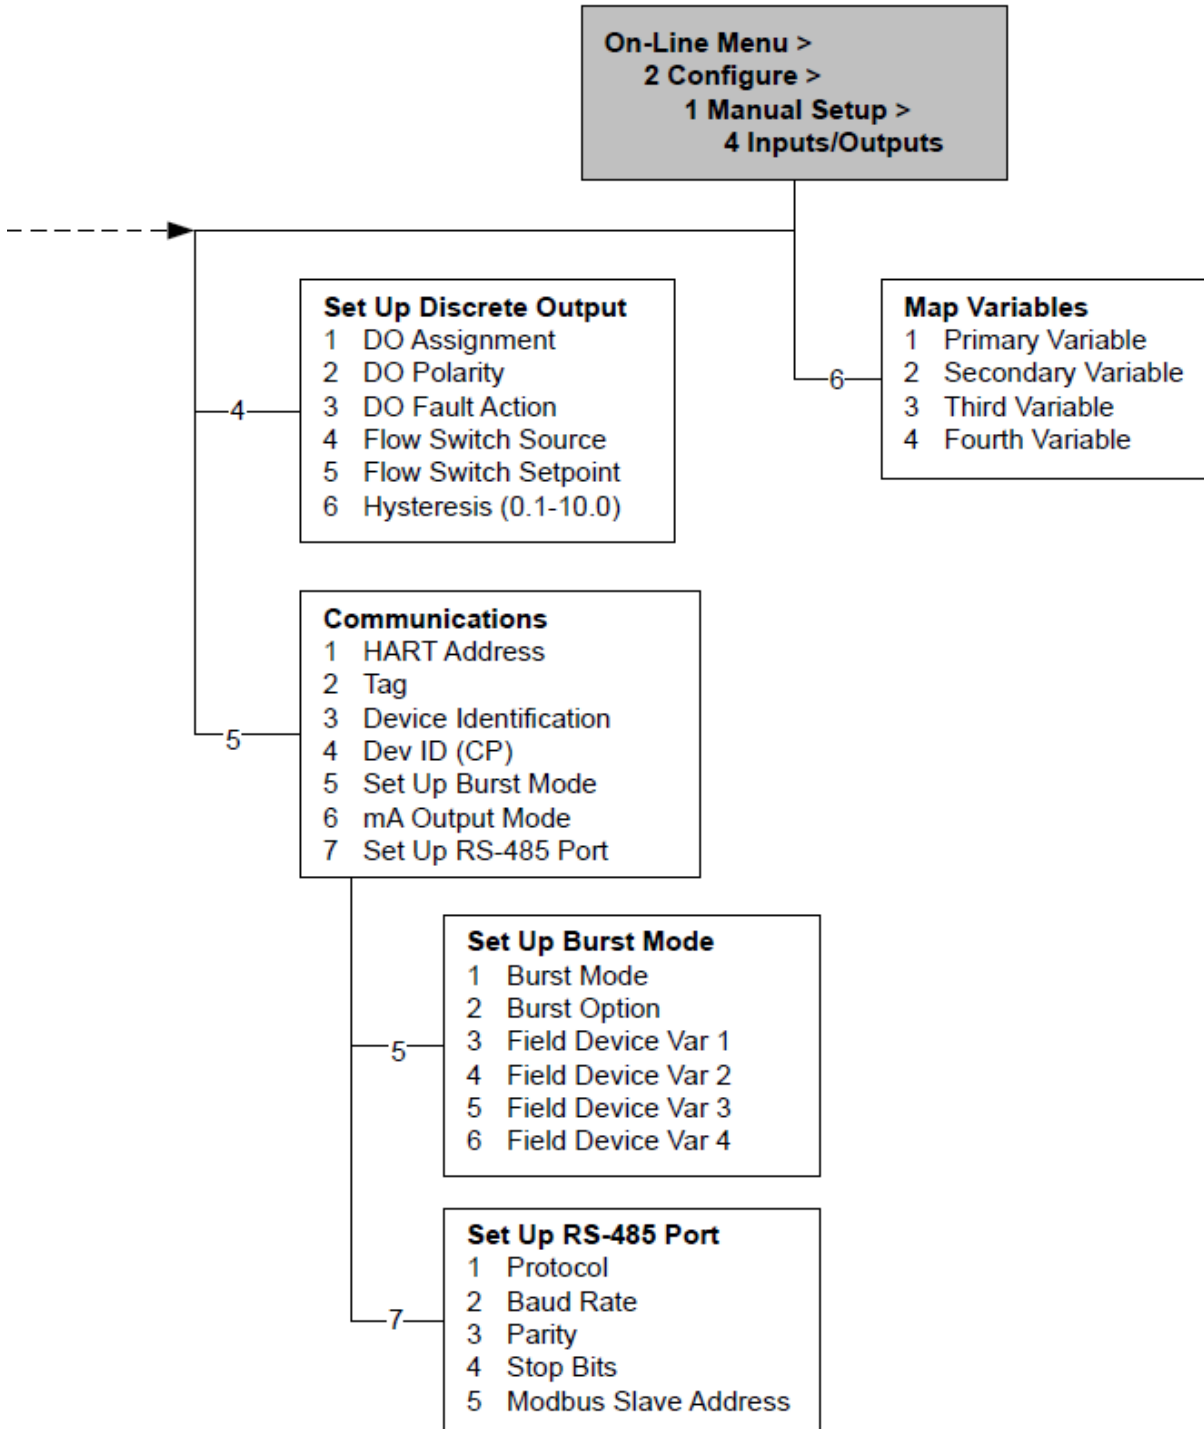 On-Line Menu >
2 Configure >
1 Manual Setup >
4 Inputs/Outputs
Set Up Discrete Output
1 DO Assignment
2 DO Polarity
3 DO Fault Action
4 Flow Switch Source
5 Flow Switch Setpoint
6 Hysteresis (0.1-10.0)
4
Map Variables
1 Primary Variable
2 Secondary Variable
3 Third Variable
4 Fourth Variable
6
Communications
1 HART Address
2 Tag
3 Device Identification
4 Dev ID (CP)
5 Set Up Burst Mode
6 mA Output Mode
7 Set Up RS-485 Port
5
Set Up Burst Mode
1 Burst Mode
2 Burst Option
3 Field Device Var 1
4 Field Device Var 2
5 Field Device Var 3
6 Field Device Var 4
5
Set Up RS-485 Port
1 Protocol
2 Baud Rate
3 Parity
4 Stop Bits
5 Modbus Slave Address
7